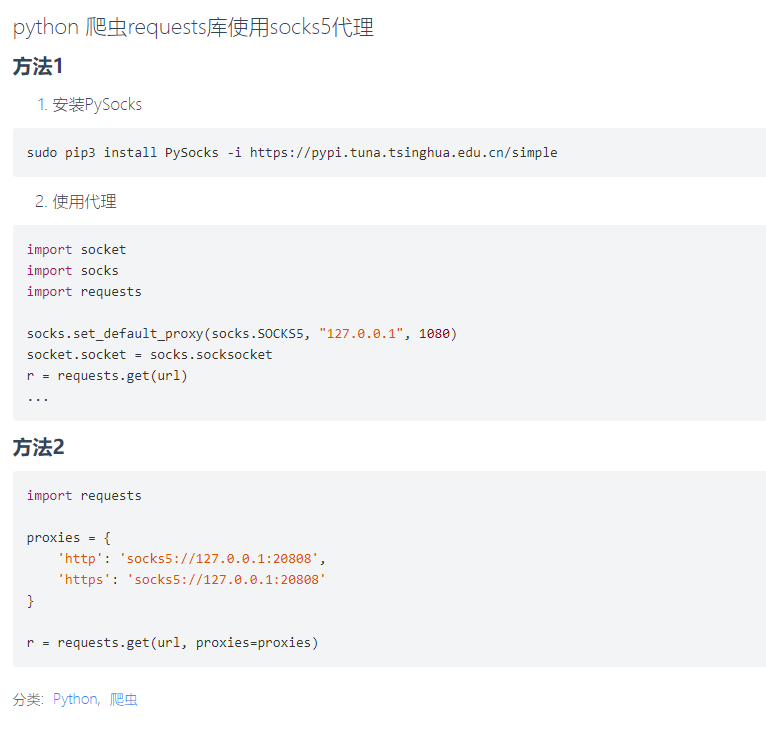 python 爬虫requests库使用socks5代理
方法1
1. 安装PySocks
sudo pip3 install PySocks -i https://pypi.tuna.tsinghua.edu.cn/simple
2. 使用代理
import socket
import socks
import requests
socks.set_default_proxy(socks.SOCKS5, "127.0.0.1", 1080)
socket.socket = socks.socksocket
r = requests.get(url)
...
方法2
import requests
proxies = {
    'http': 'socks5://127.0.0.1:20808',
    'https': 'socks5://127.0.0.1:20808'
}
r = requests.get(url, proxies=proxies)
分类: Python, 爬虫